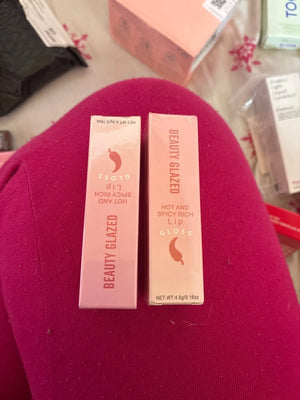 NET.WT 4.6g/0.16oz
GLOSS
Lip
SPICY RICH
HOT AND
BEAUTY GLAZED
BEAUTY GLAZED
HOT AND
SPICY RICH
Lip
GLOSS
NET.WT 4.6g/0.16oz
TO